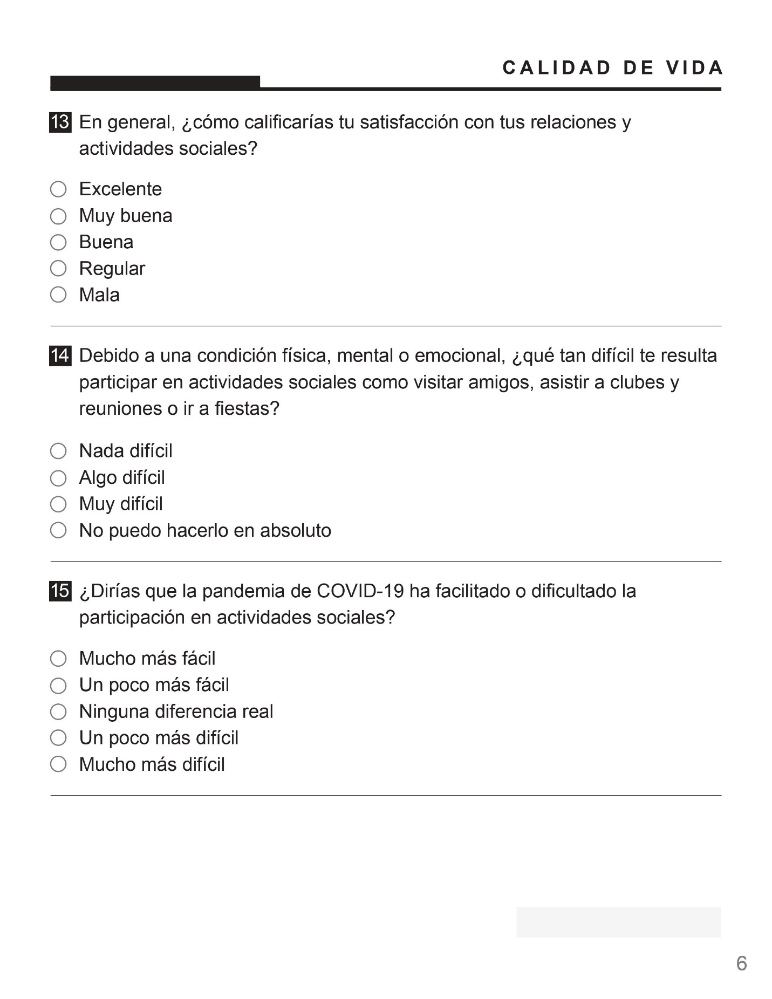 CALIDAD DE VIDA
13 En general, ¿cómo calificarías tu satisfacción con tus relaciones y
actividades sociales?
Excelente
Muy buena
Buena
Regular
Mala
14 Debido a una condición física, mental o emocional, ¿qué tan difícil te resulta
participar en actividades sociales como visitar amigos, asistir a clubes y
reuniones o ir a fiestas?
Nada difícil
Algo difícil
Muy difícil
No puedo hacerlo en absoluto
15 ¿Dirías que la pandemia de COVID-19 ha facilitado o dificultado la
participación en actividades sociales?
Mucho más fácil
Un poco más fácil
Ninguna diferencia real
Un poco más difícil
Mucho más difícil
6